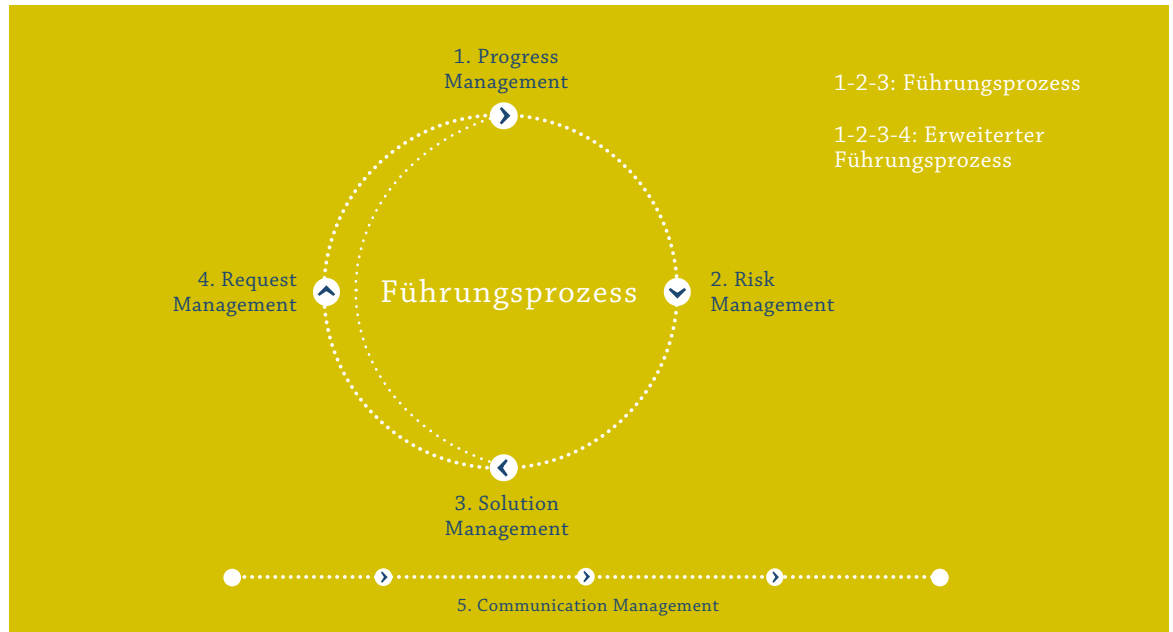 1. Progress
Management
1-2-3: Führungsprozess
1-2-3-4: Erweiterter
Führungsprozess
4. Request
Management
Führungsprozess
2. Risk
Management
3. Solution
Management
5. Communication Management